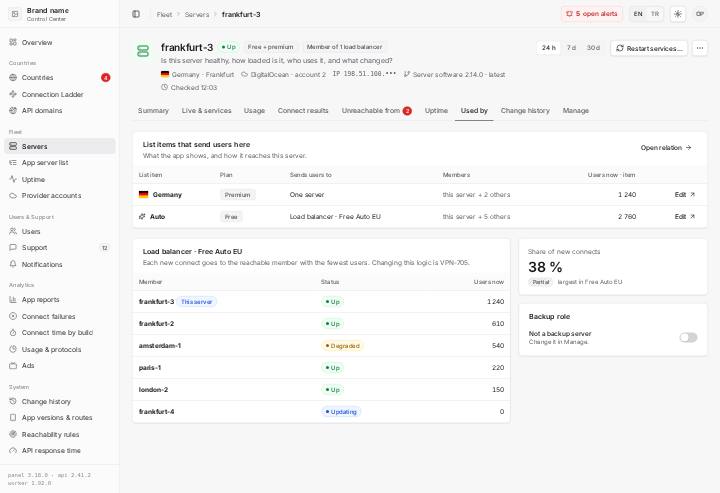 Brand name
Control Center
Fleet > Servers > frankfurt-3
5 open alerts
EN TR
OP
Overview
Countries
Countries 4
Connection Ladder
API domains
Fleet
Servers
App server list
Uptime
Provider accounts
Users & Support
Users
Support 12
Notifications
Analytics
App reports
Connect failures
Connect time by build
Usage & protocols
Ads
System
Change history
App versions & routes
Reachability rules
API response time
panel 3.18.0 · api 2.41.2
worker 1.92.0
frankfurt-3 Up Free + premium Member of 1 load balancer
24 h 7 d 30 d Restart services... ...
Is this server healthy, how loaded is it, who uses it, and what changed?
Germany · Frankfurt DigitalOcean · account 2 IP 198.51.100.••• Server software 2.14.0 · latest
Checked 12:03
Summary Live & services Usage Connect results Unreachable from 2 Uptime Used by Change history Manage
List items that send users here
What the app shows, and how it reaches this server.
Open relation →
List item Plan Sends users to Members Users now · item
Germany Premium One server this server + 2 others 1 240 Edit ↗
Auto Free Load balancer · Free Auto EU this server + 5 others 2 760 Edit ↗
Load balancer · Free Auto EU
Each new connect goes to the reachable member with the fewest users. Changing this logic is VPN-705.
Member Status Users now
frankfurt-3 This server Up 1 240
frankfurt-2 Up 610
amsterdam-1 Degraded 540
paris-1 Up 220
london-2 Up 150
frankfurt-4 Updating 0
Share of new connects
38 %
Partial largest in Free Auto EU
Backup role
Not a backup server
Change it in Manage.